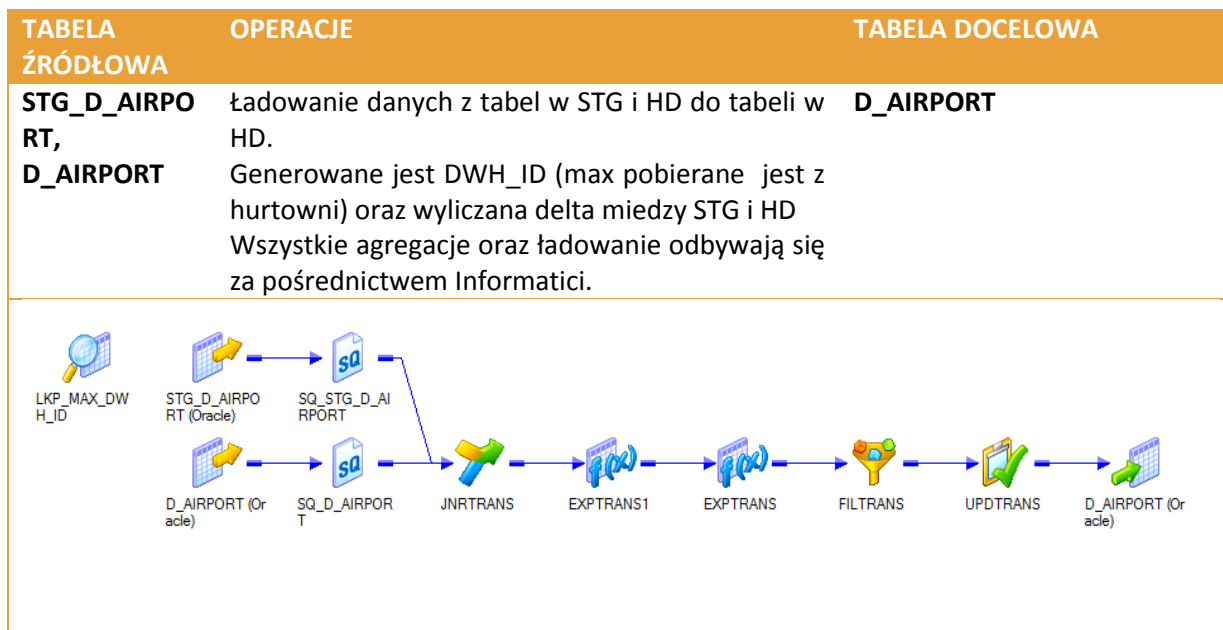 TABELA ŹRÓDŁOWA
OPERACJE
TABELA DOCELOWA
STG_D_AIRPO
RT,
D_AIRPORT
Ładowanie danych z tabel w STG i HD do tabeli w
HD.
Generowane jest DWH_ID (max pobierane jest z
hurtowni) oraz wyliczana delta miedzy STG i HD
Wszystkie agregacje oraz ładowanie odbywają się
za pośrednictwem Informatici.
D_AIRPORT
LKP_MAX_DW
H_ID
STG_D_AIRPO
RT (Oracle)
SQ_STG_D_AI
RPORT
D_AIRPORT (Or
acle)
SQ_D_AIRPOR
T
JNRTRANS
EXPTRANS1
EXPTRANS
FILTRANS
UPDTRANS
D_AIRPORT (Or
acle)
SQ
SQ
f(x)
f(x)